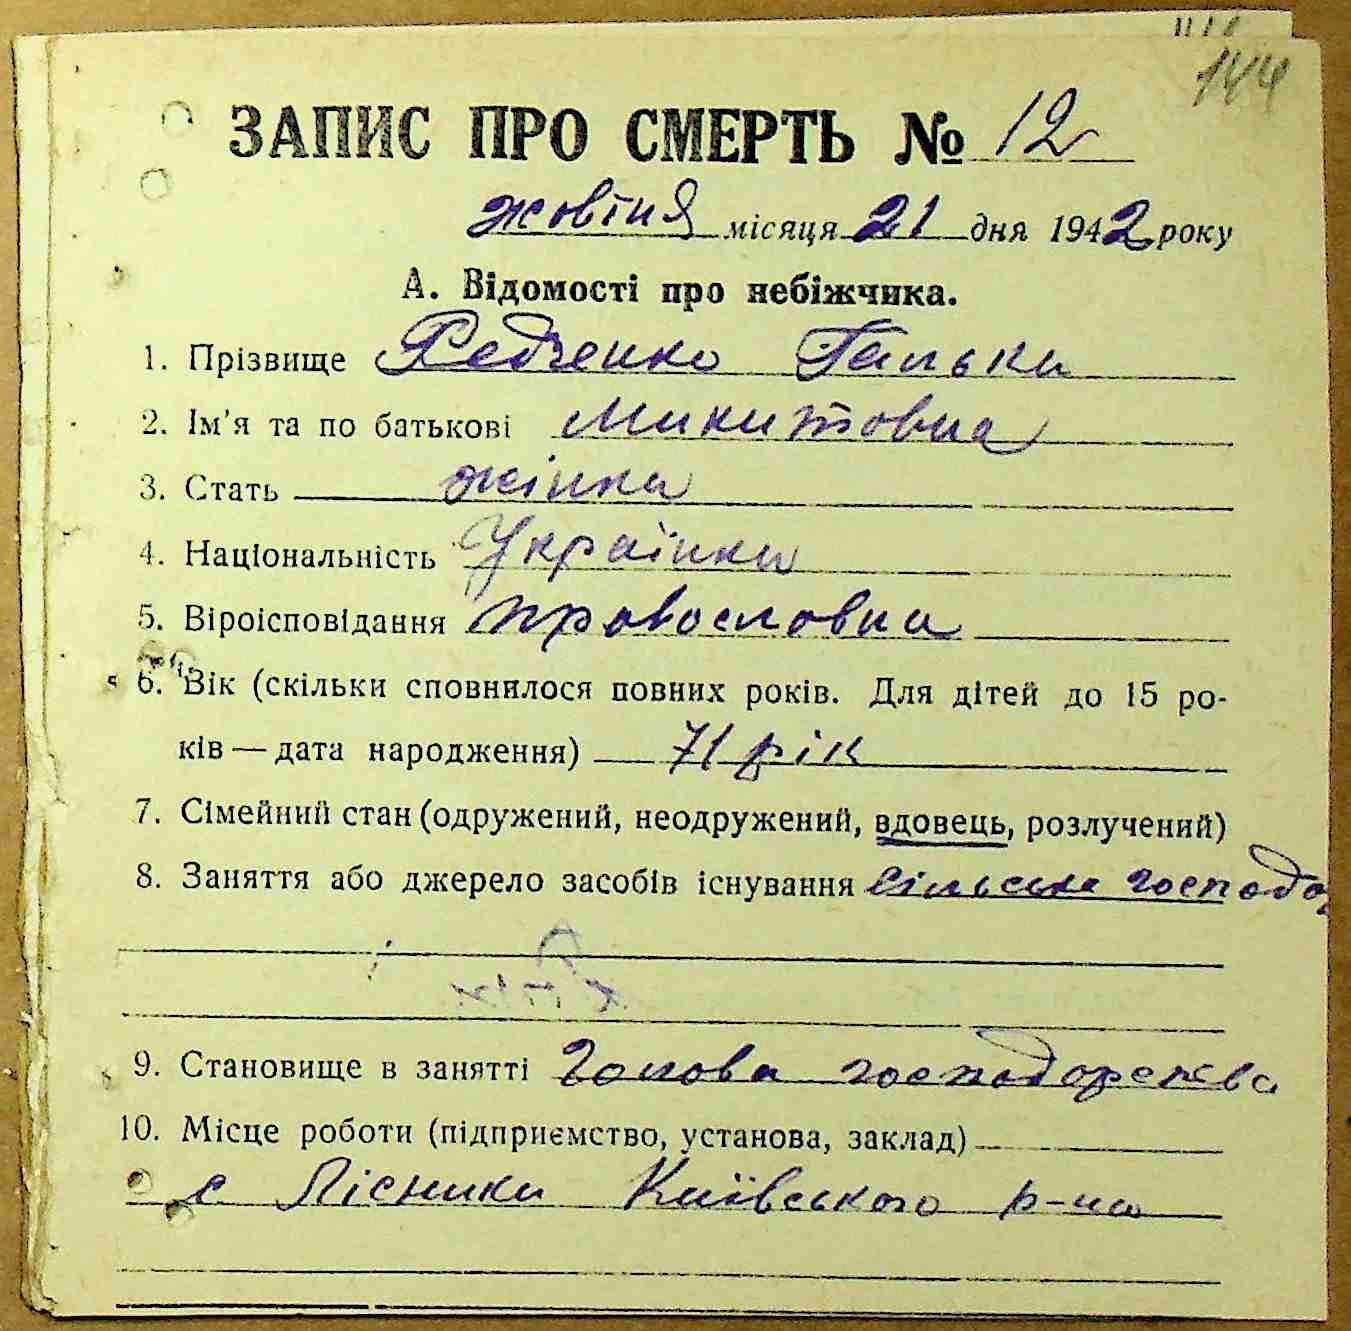 144
ЗАПИС ПРО СМЕРТЬ № 12
жовтня місяця 21 дня 1942 року
А. Відомості про небіжчика.
1. Прізвище Федченко Галька
2. Ім'я та по батькові Микитовна
3. Стать жінка
4. Національність Українка
5. Віроісповідання провословна
6. Вік (скільки сповнилося повних років. Для дітей до 15 ро-
ків — дата народження) 71 рік
7. Сімейний стан (одружений, неодружений, вдовець, розлучений)
8. Заняття або джерело засобів існування сільське господар
9. Становище в занятті Голова господарства
10. Місце роботи (підприємство, установа, заклад)
с Лісники Київського р-на